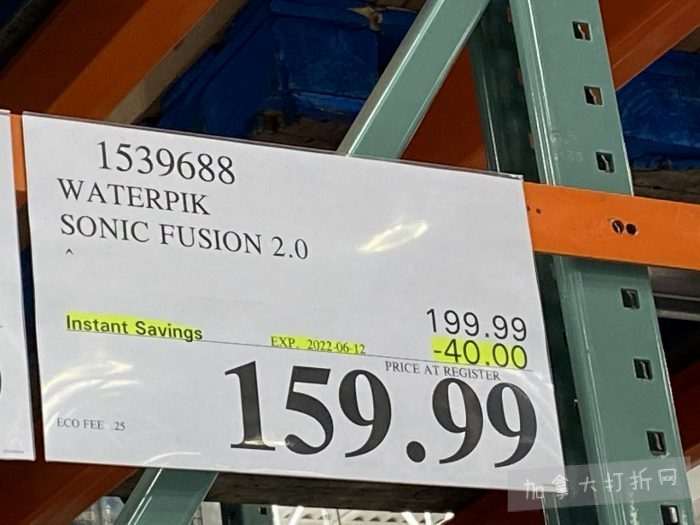 1539688
WATERPIK
SONIC FUSION 2.0
^
199.99
Instant Savings
EXP. 2022-06-12
-40.00
PRICE AT REGISTER
159.99
ECO FEE .25
加拿大打折网